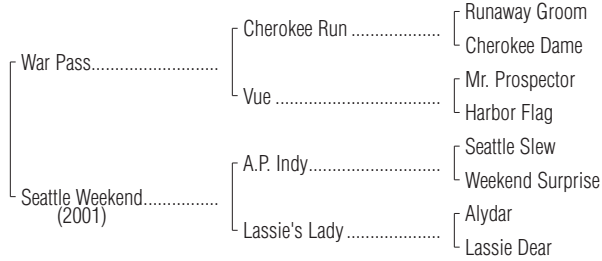 Runaway Groom
Cherokee Run ....................
Cherokee Dame
War Pass.............................
Mr. Prospector
Vue .....................................
Harbor Flag
Seattle Slew
A.P. Indy.............................
Weekend Surprise
Seattle Weekend.................
(2001)
Alydar
Lassie's Lady .....................
Lassie Dear